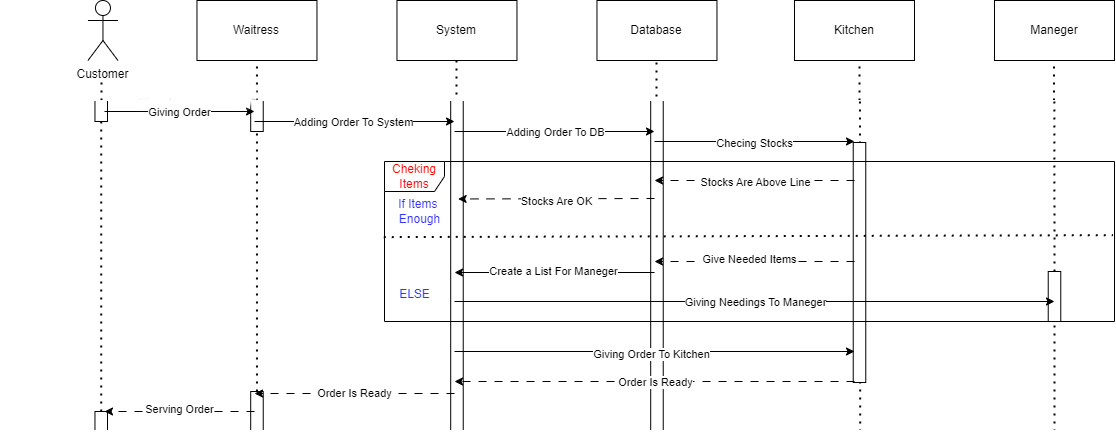 Waitress
System
Database
Kitchen
Maneger
Customer
Giving Order
Adding Order To System
Adding Order To DB
Checing Stocks
Cheking
Items
Stocks Are Above Line
If Items
Enough
Stocks Are OK
Give Needed Items
Create a List For Maneger
ELSE
Giving Needings To Maneger
Giving Order To Kitchen
Order Is Ready
Order Is Ready
Serving Order